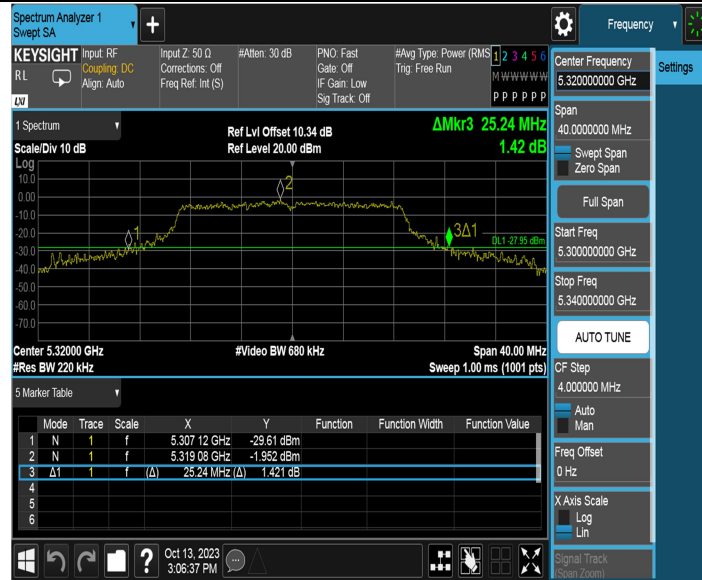 Spectrum Analyzer 1
Swept SA
+
Frequency
KEYSIGHT
RL
LXI
Input: RF
Coupling: DC
Align: Auto
Input Z: 50 Ω
Corrections: Off
Freq Ref: Int (S)
#Atten: 30 dB
PNO: Fast
Gate: Off
IF Gain: Low
Sig Track: Off
#Avg Type: Power (RMS
Trig: Free Run
1 2 3 4 5 6
M W W W W W
P P P P P P
1 Spectrum
Scale/Div 10 dB
Ref Lvl Offset 10.34 dB
Ref Level 20.00 dBm
ΔMkr3 25.24 MHz
1.42 dB
Log
10.0
0.00
-10.0
-20.0
-30.0
-40.0
-50.0
-60.0
-70.0
1
2
3Δ1
DL1 -27.95 dBm
Center 5.32000 GHz
#Video BW 680 kHz
Span 40.00 MHz
#Res BW 220 kHz
Sweep 1.00 ms (1001 pts)
5 Marker Table
Mode Trace Scale X Y Function Function Width Function Value
1 N 1 f 5.307 12 GHz -29.61 dBm
2 N 1 f 5.319 08 GHz -1.952 dBm
3 Δ1 1 f (Δ) 25.24 MHz (Δ) 1.421 dB
4
5
6
?
Oct 13, 2023
3:06:37 PM
Settings
Center Frequency
5.320000000 GHz
Span
40.0000000 MHz
Swept Span
Zero Span
Full Span
Start Freq
5.300000000 GHz
Stop Freq
5.340000000 GHz
AUTO TUNE
CF Step
4.000000 MHz
Auto
Man
Freq Offset
0 Hz
X Axis Scale
Log
Lin
Signal Track
(Span Zoom)